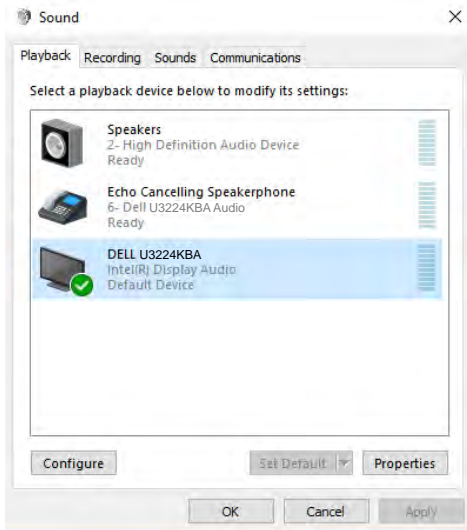 Sound
Playback Recording Sounds Communications
Select a playback device below to modify its settings:
Speakers
2- High Definition Audio Device
Ready
Echo Cancelling Speakerphone
6- Dell U3224KBA Audio
Ready
DELL U3224KBA
Intel(R) Display Audio
Default Device
Configure Set Default Properties
OK Cancel Apply